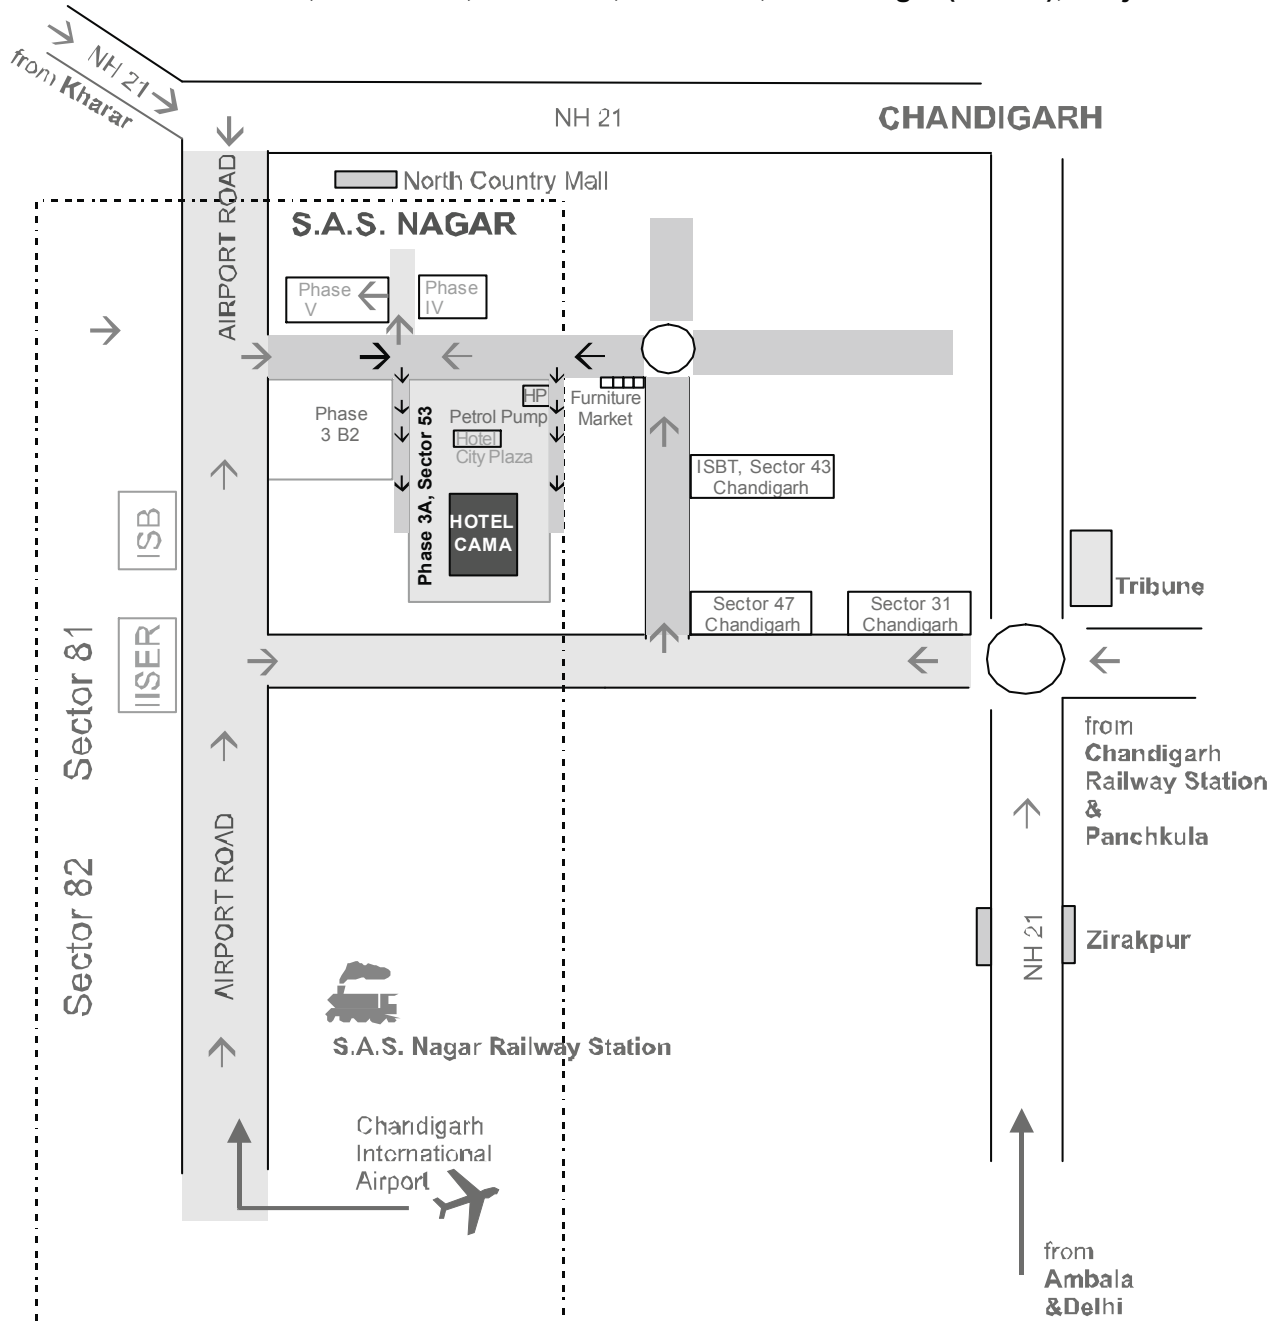 NH 21
from Kharar
NH 21
CHANDIGARH
AIRPORT ROAD
North Country Mall
S.A.S. NAGAR
Phase
V
Phase
IV
Phase
3 B2
Phase 3A, Sector 53
HP
Petrol Pump
Hotel
City Plaza
HOTEL
CAMA
Furniture
Market
ISBT, Sector 43
Chandigarh
ISB
IISER
Sector 81
Sector 82
Sector 47
Chandigarh
Sector 31
Chandigarh
Tribune
from
Chandigarh
Railway Station
&
Panchkula
AIRPORT ROAD
NH 21
Zirakpur
S.A.S. Nagar Railway Station
Chandigarh
International
Airport
from
Ambala
&Delhi